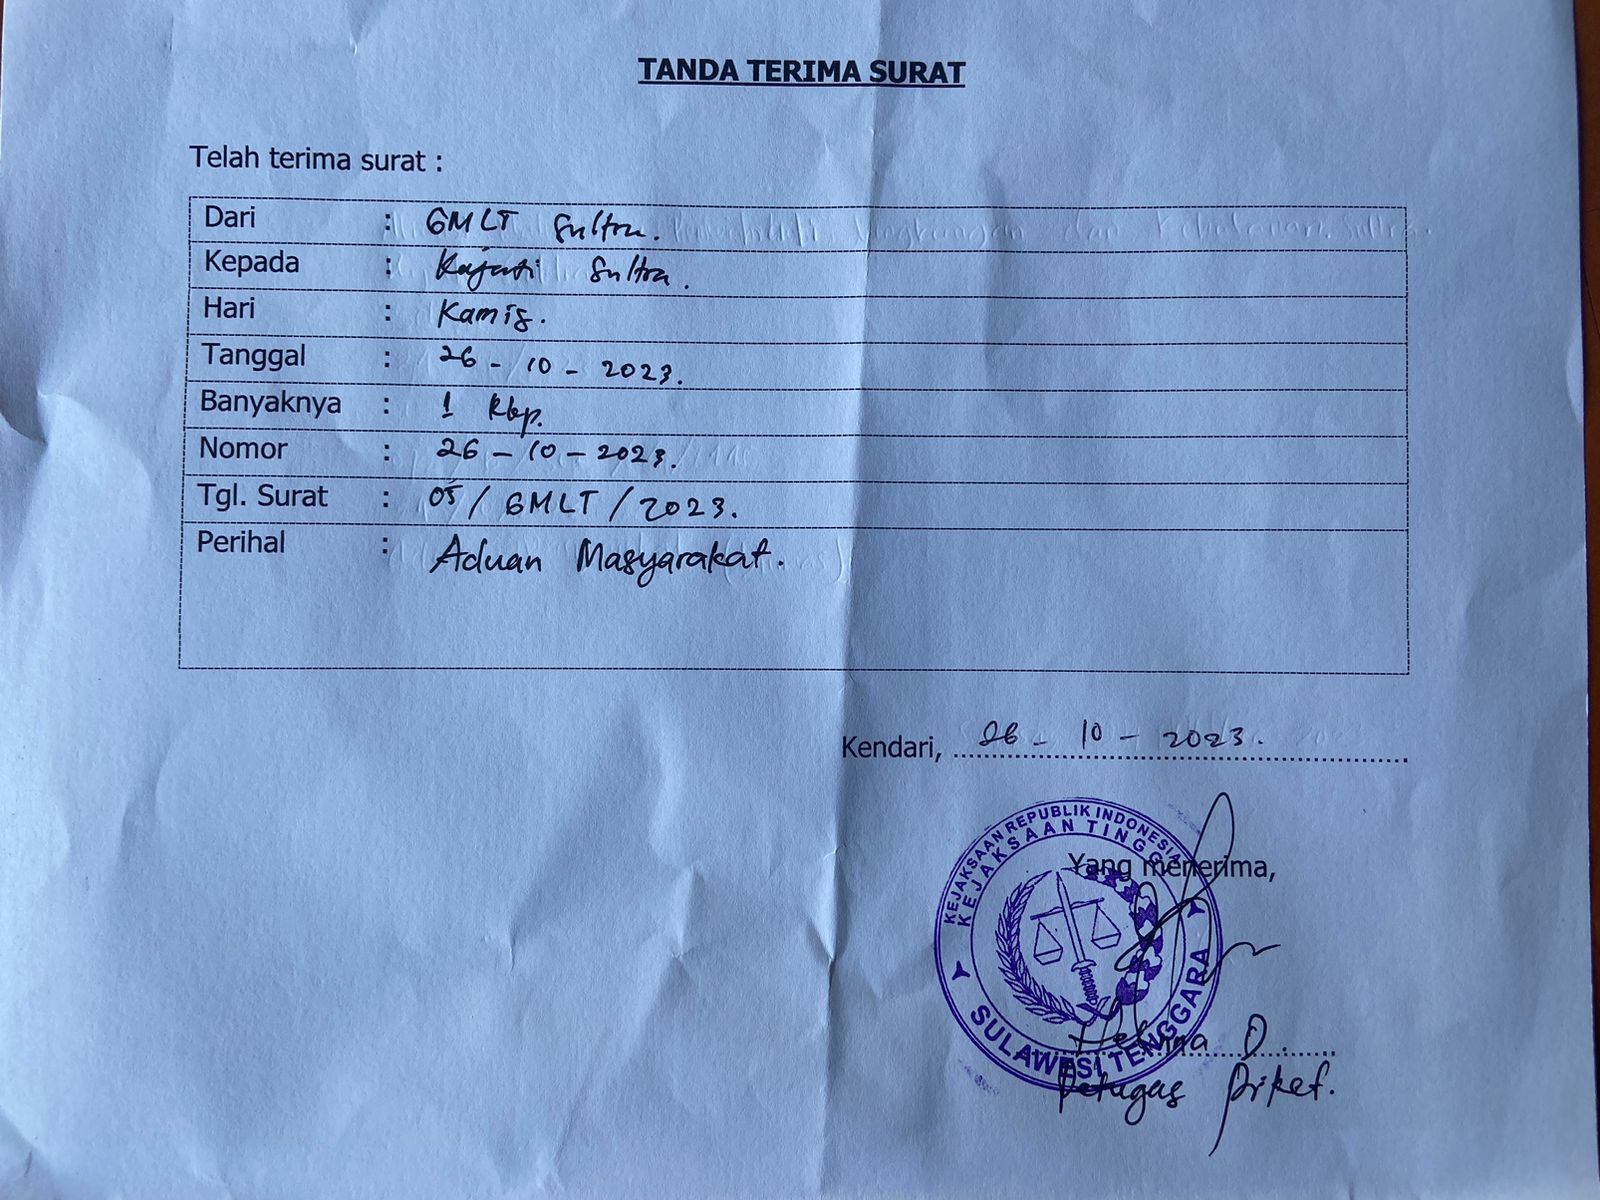 TANDA TERIMA SURAT
Telah terima surat :
Dari : GMLT Sultra.
Kepada : Kajati Sultra.
Hari : Kamis.
Tanggal : 26 - 10 - 2023.
Banyaknya : 1 Rkp.
Nomor : 26 - 10 - 2023.
Tgl. Surat : 05 / GMLT / 2023.
Perihal : Aduan Masyarakat.
Kendari, 26 - 10 - 2023.
KEJAKSAAN REPUBLIK INDONESIA
KEJAKSAAN TINGGI
Yang menerima,
SULAWESI TENGGARA
D.
Petugas Piket.